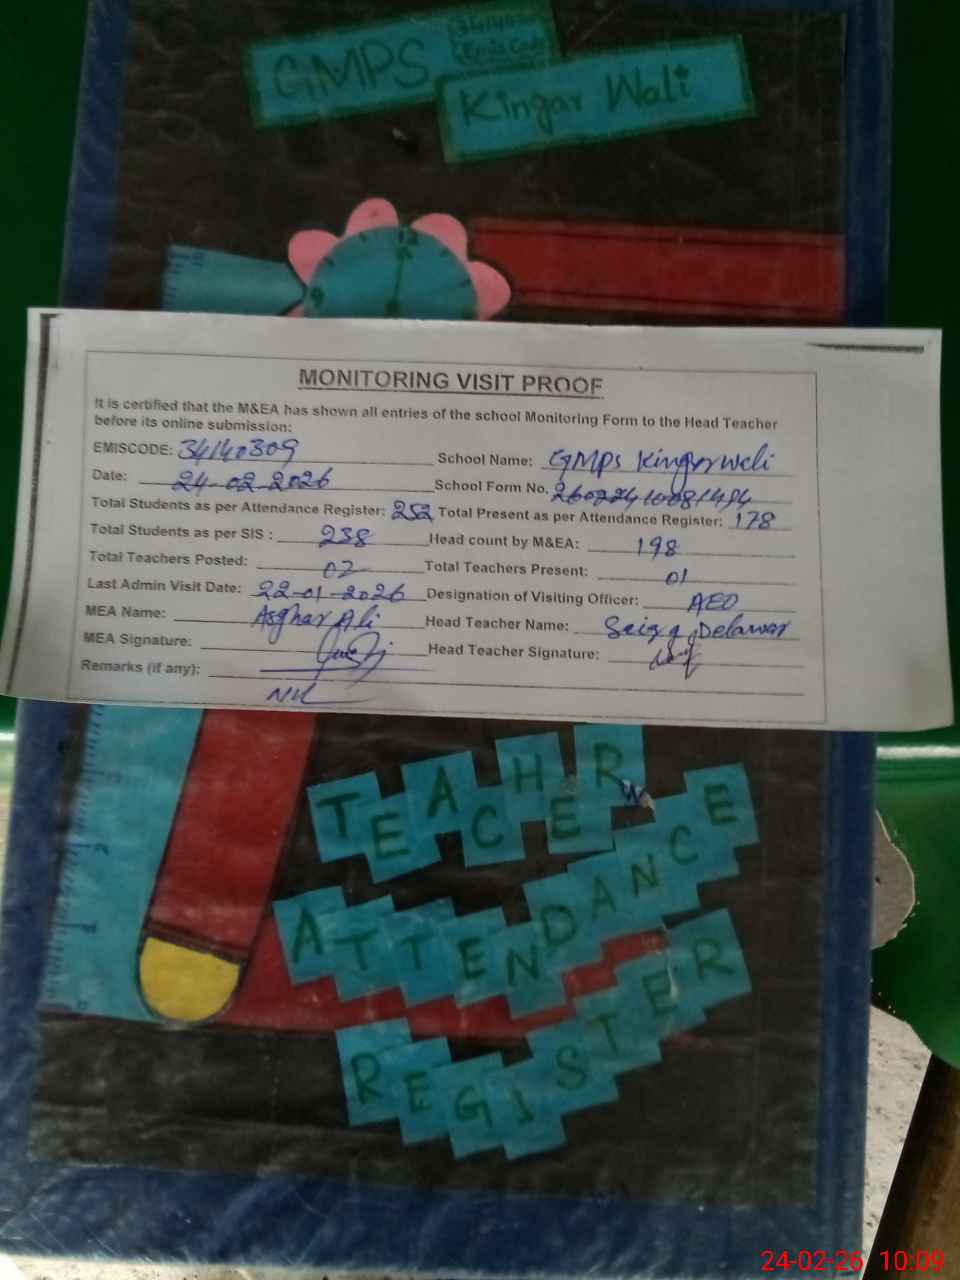 GMPS
Emis Code
Kingar Wali
12
MONITORING VISIT PROOF
It is certified that the M&EA has shown all entries of the school Monitoring Form to the Head Teacher
before its online submission:
EMISCODE: 34140309 School Name: GMPS Kingarwali
Date: 24-02-2026 School Form No.
Total Students as per Attendance Register: 252 Total Present as per Attendance Register: 178
Total Students as per SIS : 238 Head count by M&EA: 198
Total Teachers Posted: 02 Total Teachers Present: 01
Last Admin Visit Date: 22-01-2026 Designation of Visiting Officer: AEO
MEA Name: Asghar Ali Head Teacher Name: Delawar
MEA Signature: Head Teacher Signature:
Remarks (if any): Nil
TEACHER
ATTENDANCE
REGISTER
24-02-26 10:09